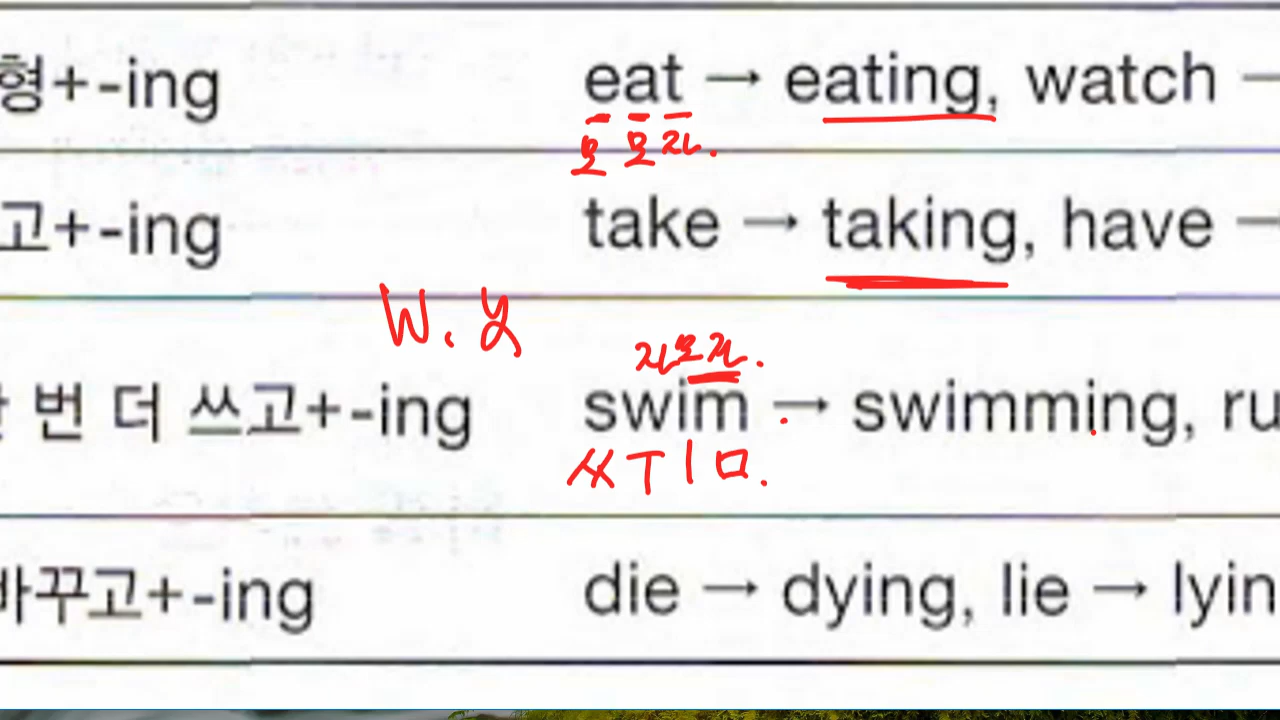 형+-ing eat → eating, watch →
모 모 자.
고+-ing take → taking, have →
W. y
자모자.
번 더 쓰고+-ing swim → swimming, ru
ㅆㅜㅣㅁ.
바꾸고+-ing die → dying, lie → lyin